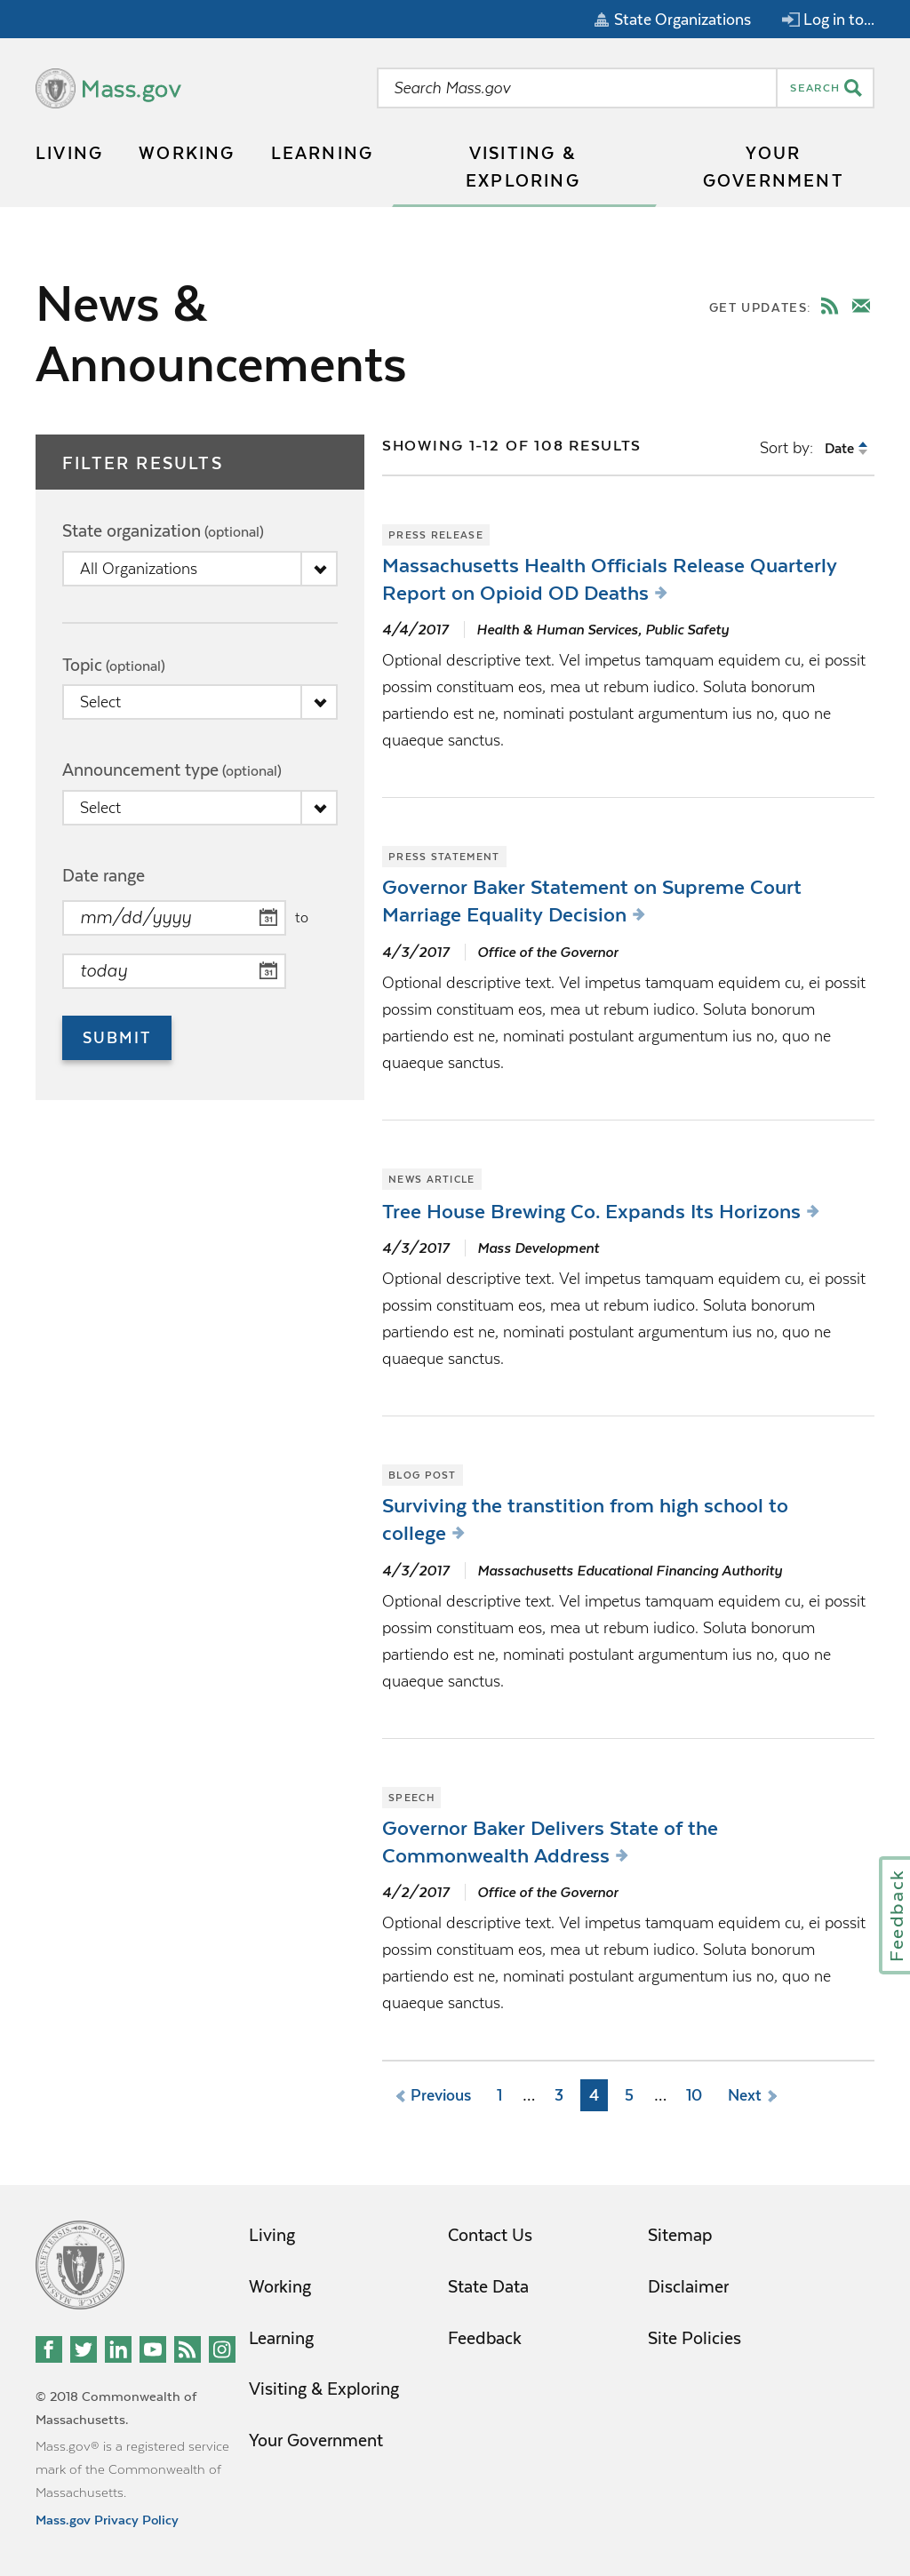 State Organizations
Log in to...
Mass.gov
Search Mass.gov
SEARCH
LIVING
WORKING
LEARNING
VISITING &
EXPLORING
YOUR
GOVERNMENT
News &
Announcements
GET UPDATES:
FILTER RESULTS
State organization (optional)
All Organizations
Topic (optional)
Select
Announcement type (optional)
Select
Date range
mm/dd/yyyy
31
to
today
31
SUBMIT
SHOWING 1-12 OF 108 RESULTS
Sort by: Date
PRESS RELEASE
Massachusetts Health Officials Release Quarterly
Report on Opioid OD Deaths
4/4/2017 Health & Human Services, Public Safety
Optional descriptive text. Vel impetus tamquam equidem cu, ei possit
possim constituam eos, mea ut rebum iudico. Soluta bonorum
partiendo est ne, nominati postulant argumentum ius no, quo ne
quaeque sanctus.
PRESS STATEMENT
Governor Baker Statement on Supreme Court
Marriage Equality Decision
4/3/2017 Office of the Governor
Optional descriptive text. Vel impetus tamquam equidem cu, ei possit
possim constituam eos, mea ut rebum iudico. Soluta bonorum
partiendo est ne, nominati postulant argumentum ius no, quo ne
quaeque sanctus.
NEWS ARTICLE
Tree House Brewing Co. Expands Its Horizons
4/3/2017 Mass Development
Optional descriptive text. Vel impetus tamquam equidem cu, ei possit
possim constituam eos, mea ut rebum iudico. Soluta bonorum
partiendo est ne, nominati postulant argumentum ius no, quo ne
quaeque sanctus.
BLOG POST
Surviving the transtition from high school to
college
4/3/2017 Massachusetts Educational Financing Authority
Optional descriptive text. Vel impetus tamquam equidem cu, ei possit
possim constituam eos, mea ut rebum iudico. Soluta bonorum
partiendo est ne, nominati postulant argumentum ius no, quo ne
quaeque sanctus.
SPEECH
Governor Baker Delivers State of the
Commonwealth Address
4/2/2017 Office of the Governor
Optional descriptive text. Vel impetus tamquam equidem cu, ei possit
possim constituam eos, mea ut rebum iudico. Soluta bonorum
partiendo est ne, nominati postulant argumentum ius no, quo ne
quaeque sanctus.
Feedback
Previous 1 ... 3 4 5 ... 10 Next
Living
Working
Learning
Visiting & Exploring
Your Government
Contact Us
State Data
Feedback
Sitemap
Disclaimer
Site Policies
© 2018 Commonwealth of
Massachusetts.
Mass.gov® is a registered service
mark of the Commonwealth of
Massachusetts.
Mass.gov Privacy Policy